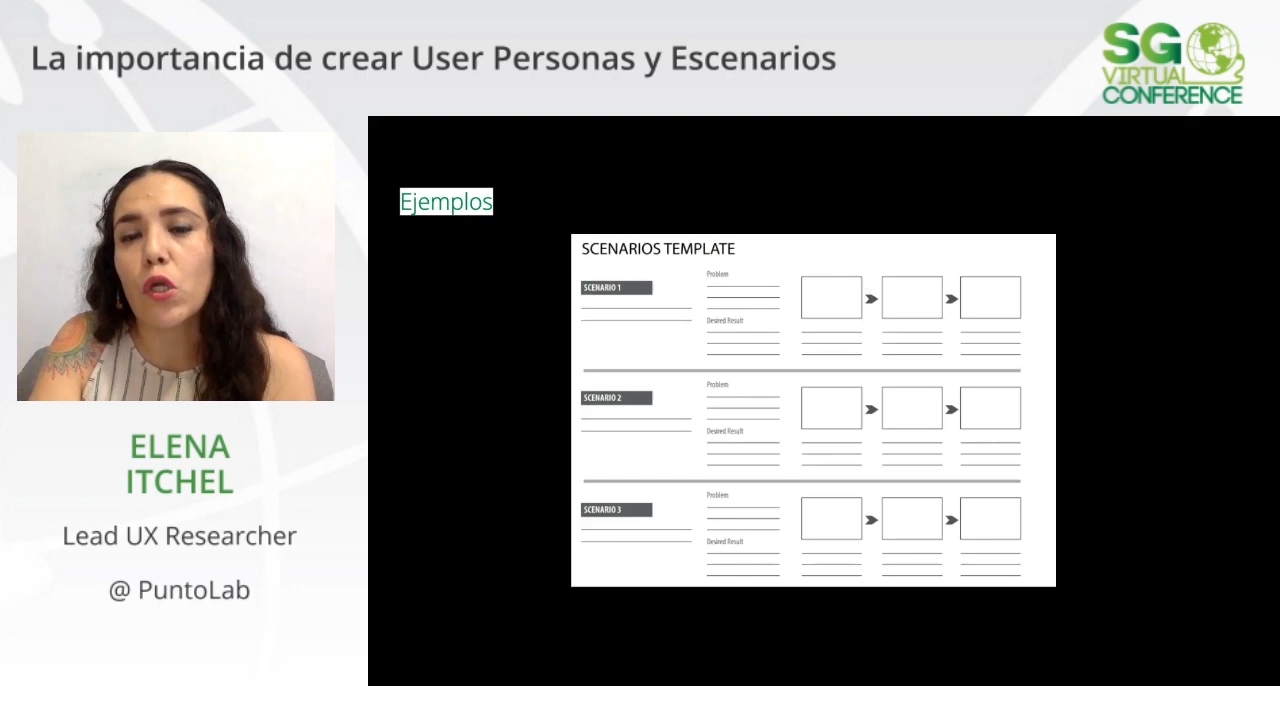 La importancia de crear User Personas y Escenarios
SG
VIRTUAL
CONFERENCE
Ejemplos
SCENARIOS TEMPLATE
SCENARIO 1
Problem
Desired Result
SCENARIO 2
Problem
Desired Result
SCENARIO 3
Problem
Desired Result
ELENA
ITCHEL
Lead UX Researcher
@ PuntoLab